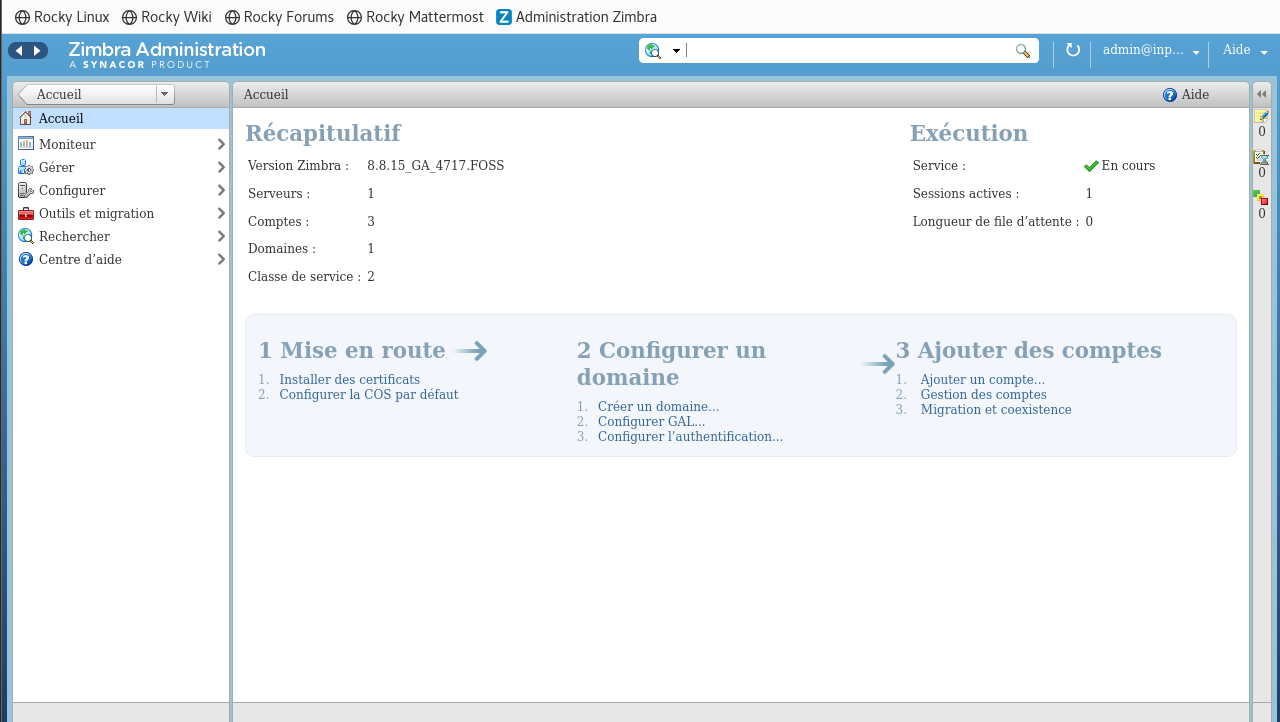 Rocky Linux Rocky Wiki Rocky Forums Rocky Mattermost Z Administration Zimbra
Zimbra Administration
A SYNACOR PRODUCT
admin@inp... Aide
Accueil
Accueil
Moniteur
Gérer
Configurer
Outils et migration
Rechercher
Centre d’aide
Accueil Aide
Récapitulatif
Version Zimbra : 8.8.15_GA_4717.FOSS
Serveurs : 1
Comptes : 3
Domaines : 1
Classe de service : 2
Exécution
Service : En cours
Sessions actives : 1
Longueur de file d’attente : 0
1 Mise en route
1. Installer des certificats
2. Configurer la COS par défaut
2 Configurer un
domaine
1. Créer un domaine...
2. Configurer GAL...
3. Configurer l’authentification...
3 Ajouter des comptes
1. Ajouter un compte...
2. Gestion des comptes
3. Migration et coexistence
0
0
0